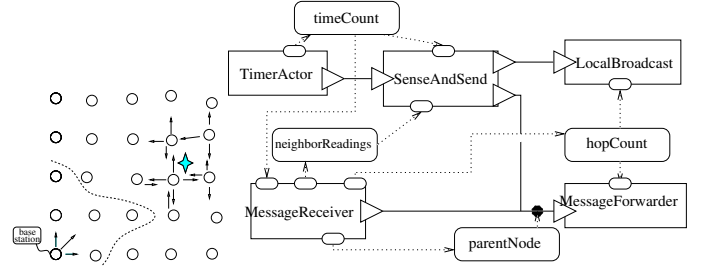 timeCount
TimerActor
SenseAndSend
LocalBroadcast
neighborReadings
hopCount
MessageReceiver
MessageForwarder
parentNode
base
station